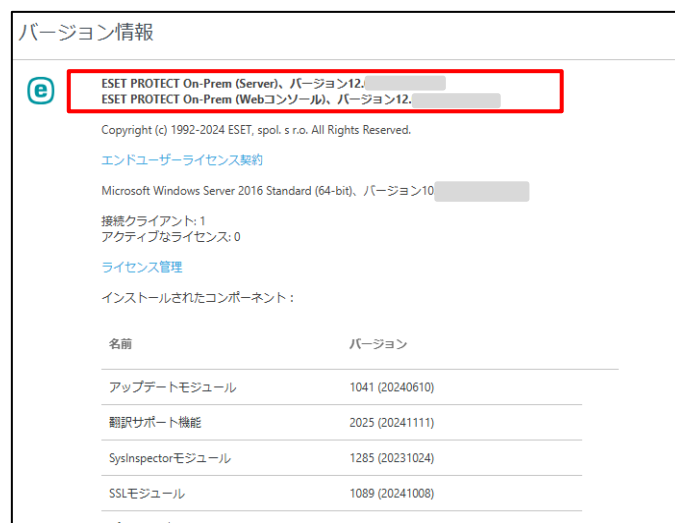 バージョン情報
ESET PROTECT On-Prem (Server)、バージョン12.
ESET PROTECT On-Prem (Webコンソール)、バージョン12.
Copyright (c) 1992-2024 ESET, spol. s r.o. All Rights Reserved.
エンドユーザーライセンス契約
Microsoft Windows Server 2016 Standard (64-bit)、バージョン10
接続クライアント: 1
アクティブなライセンス: 0
ライセンス管理
インストールされたコンポーネント：
名前 バージョン
アップデートモジュール 1041 (20240610)
翻訳サポート機能 2025 (20241111)
SysInspectorモジュール 1285 (20231024)
SSLモジュール 1089 (20241008)